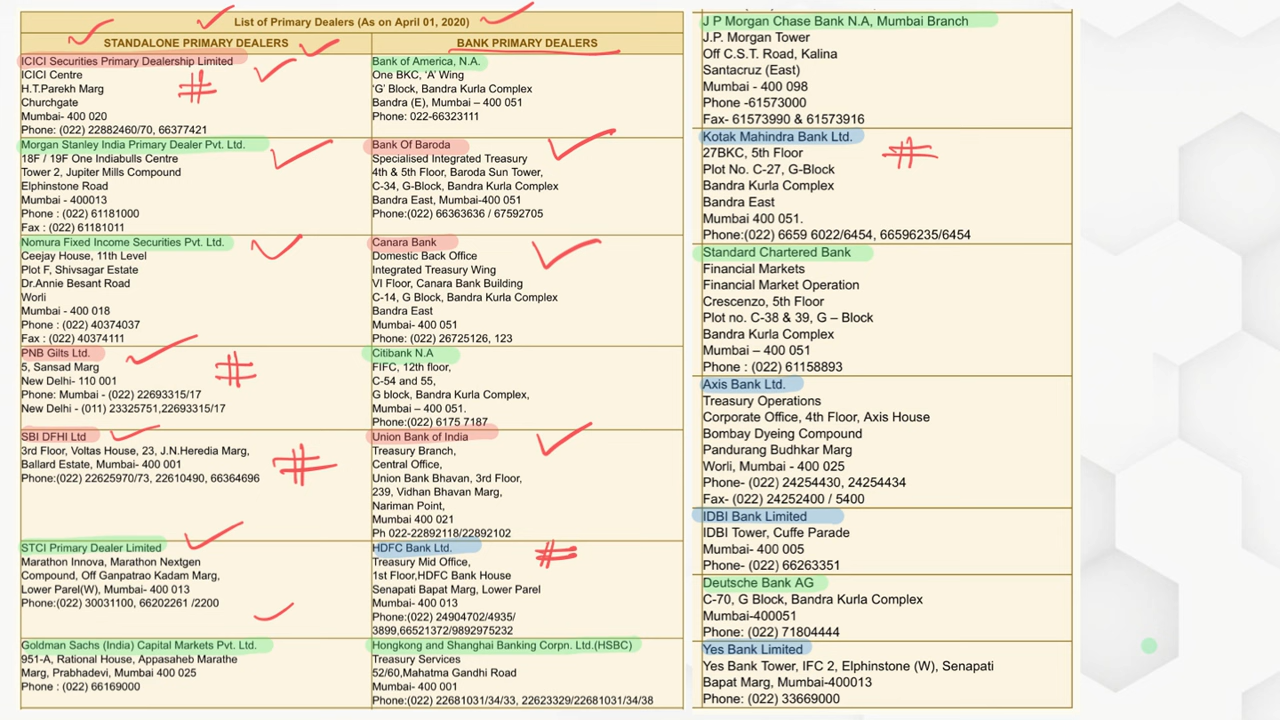 List of Primary Dealers (As on April 01, 2020)
STANDALONE PRIMARY DEALERS
ICICI Securities Primary Dealership Limited
ICICI Centre
H.T.Parekh Marg
Churchgate
Mumbai- 400 020
Phone: (022) 22882460/70, 66377421
Morgan Stanley India Primary Dealer Pvt. Ltd.
18F / 19F One Indiabulls Centre
Tower 2, Jupiter Mills Compound
Elphinstone Road
Mumbai - 400013
Phone : (022) 61181000
Fax : (022) 61181011
Nomura Fixed Income Securities Pvt. Ltd.
Ceejay House, 11th Level
Plot F, Shivsagar Estate
Dr.Annie Besant Road
Worli
Mumbai - 400 018
Phone : (022) 40374037
Fax : (022) 40374111
PNB Gilts Ltd.
5, Sansad Marg
New Delhi- 110 001
Phone: Mumbai - (022) 22693315/17
New Delhi - (011) 23325751,22693315/17
SBI DFHI Ltd
3rd Floor, Voltas House, 23, J.N.Heredia Marg,
Ballard Estate, Mumbai- 400 001
Phone:(022) 22625970/73, 22610490, 66364696
STCI Primary Dealer Limited
Marathon Innova, Marathon Nextgen
Compound, Off Ganpatrao Kadam Marg,
Lower Parel(W), Mumbai- 400 013
Phone:(022) 30031100, 66202261 /2200
Goldman Sachs (India) Capital Markets Pvt. Ltd.
951-A, Rational House, Appasaheb Marathe
Marg, Prabhadevi, Mumbai 400 025
Phone : (022) 66169000
BANK PRIMARY DEALERS
Bank of America, N.A.
One BKC, 'A' Wing
'G' Block, Bandra Kurla Complex
Bandra (E), Mumbai – 400 051
Phone: 022-66323111
Bank Of Baroda
Specialised Integrated Treasury
4th & 5th Floor, Baroda Sun Tower,
C-34, G-Block, Bandra Kurla Complex
Bandra East, Mumbai-400 051
Phone:(022) 66363636 / 67592705
Canara Bank
Domestic Back Office
Integrated Treasury Wing
VI Floor, Canara Bank Building
C-14, G Block, Bandra Kurla Complex
Bandra East
Mumbai- 400 051
Phone: (022) 26725126, 123
Citibank N.A
FIFC, 12th floor,
C-54 and 55,
G block, Bandra Kurla Complex,
Mumbai – 400 051.
Phone:(022) 6175 7187
Union Bank of India
Treasury Branch,
Central Office,
Union Bank Bhavan, 3rd Floor,
239, Vidhan Bhavan Marg,
Nariman Point,
Mumbai 400 021
Ph 022-22892118/22892102
HDFC Bank Ltd.
Treasury Mid Office,
1st Floor,HDFC Bank House
Senapati Bapat Marg, Lower Parel
Mumbai- 400 013
Phone:(022) 24904702/4935/
3899,66521372/9892975232
Hongkong and Shanghai Banking Corpn. Ltd.(HSBC)
Treasury Services
52/60,Mahatma Gandhi Road
Mumbai- 400 001
Phone:(022) 22681031/34/33, 22623329/22681031/34/38
J P Morgan Chase Bank N.A, Mumbai Branch
J.P. Morgan Tower
Off C.S.T. Road, Kalina
Santacruz (East)
Mumbai - 400 098
Phone -61573000
Fax- 61573990 & 61573916
Kotak Mahindra Bank Ltd.
27BKC, 5th Floor
Plot No. C-27, G-Block
Bandra Kurla Complex
Bandra East
Mumbai 400 051.
Phone:(022) 6659 6022/6454, 66596235/6454
Standard Chartered Bank
Financial Markets
Financial Market Operation
Crescenzo, 5th Floor
Plot no. C-38 & 39, G – Block
Bandra Kurla Complex
Mumbai – 400 051
Phone : (022) 61158893
Axis Bank Ltd.
Treasury Operations
Corporate Office, 4th Floor, Axis House
Bombay Dyeing Compound
Pandurang Budhkar Marg
Worli, Mumbai - 400 025
Phone- (022) 24254430, 24254434
Fax- (022) 24252400 / 5400
IDBI Bank Limited
IDBI Tower, Cuffe Parade
Mumbai- 400 005
Phone- (022) 66263351
Deutsche Bank AG
C-70, G Block, Bandra Kurla Complex
Mumbai-400051
Phone: (022) 71804444
Yes Bank Limited
Yes Bank Tower, IFC 2, Elphinstone (W), Senapati
Bapat Marg, Mumbai-400013
Phone: (022) 33669000